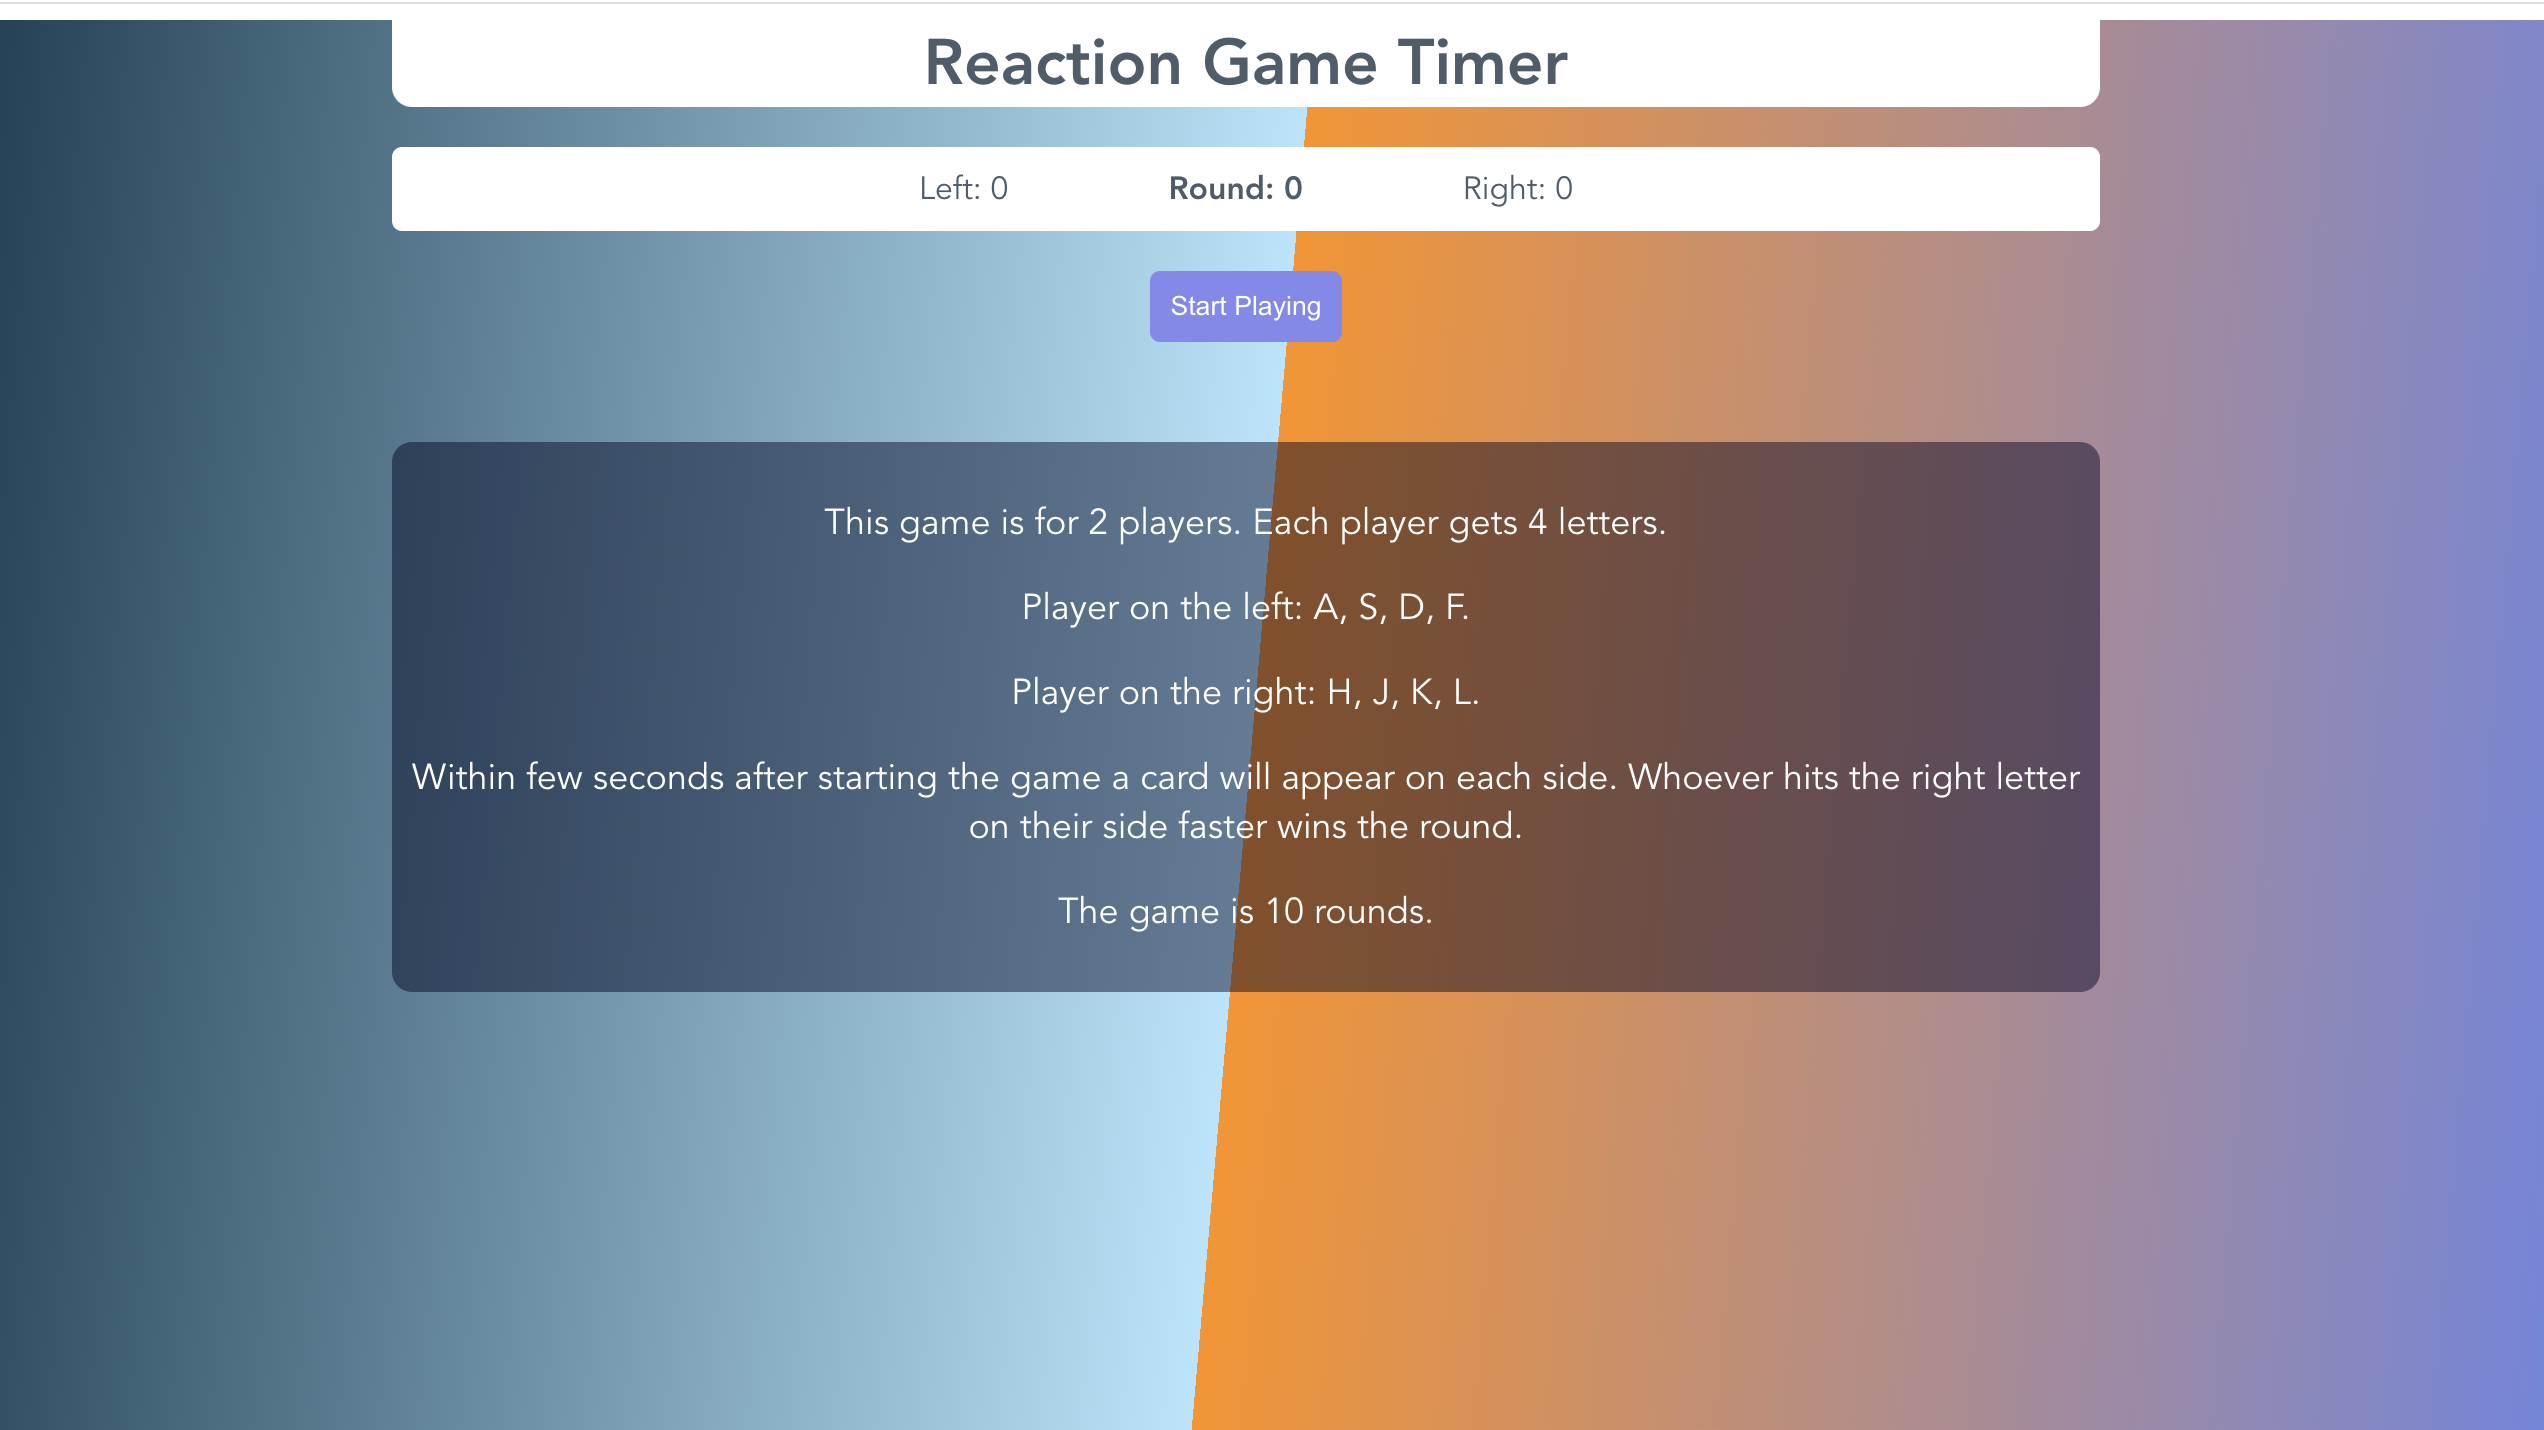 Reaction Game Timer
Left: 0 Round: 0 Right: 0
Start Playing
This game is for 2 players. Each player gets 4 letters.
Player on the left: A, S, D, F.
Player on the right: H, J, K, L.
Within few seconds after starting the game a card will appear on each side. Whoever hits the right letter
on their side faster wins the round.
The game is 10 rounds.